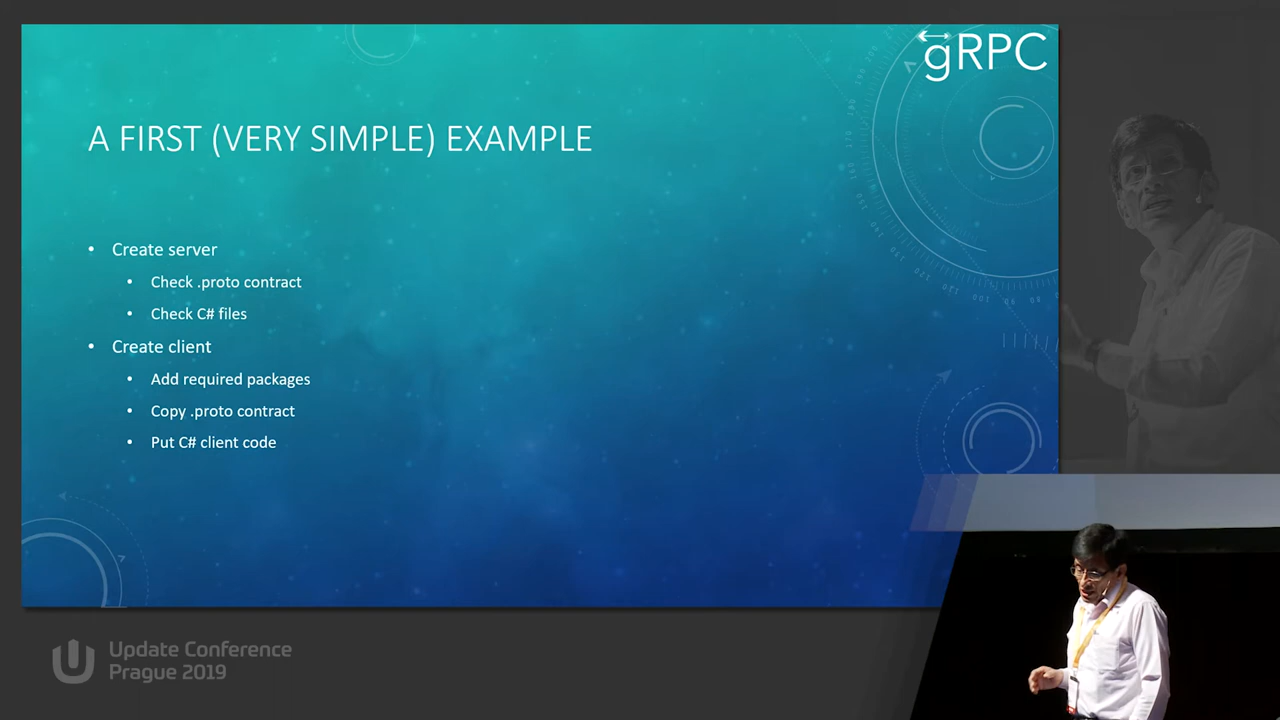 gRPC
A FIRST (VERY SIMPLE) EXAMPLE
• Create server
• Check .proto contract
• Check C# files
• Create client
• Add required packages
• Copy .proto contract
• Put C# client code
Update Conference
Prague 2019